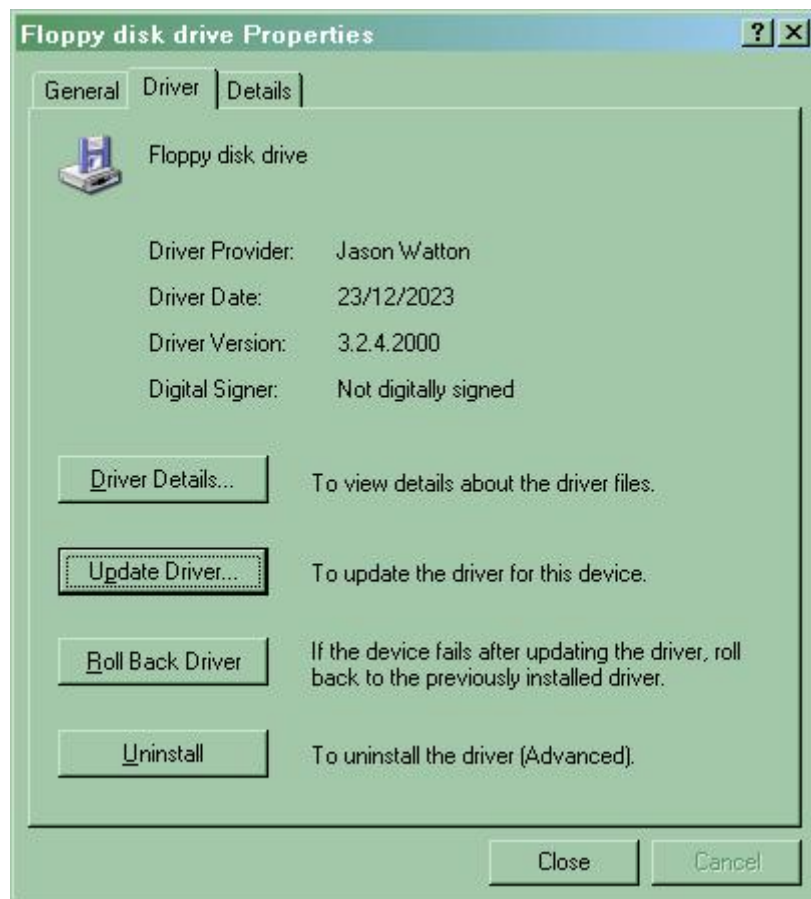 Floppy disk drive Properties
General Driver Details
Floppy disk drive
Driver Provider: Jason Watton
Driver Date: 23/12/2023
Driver Version: 3.2.4.2000
Digital Signer: Not digitally signed
Driver Details... To view details about the driver files.
Update Driver... To update the driver for this device.
Roll Back Driver If the device fails after updating the driver, roll
back to the previously installed driver.
Uninstall To uninstall the driver (Advanced).
Close Cancel